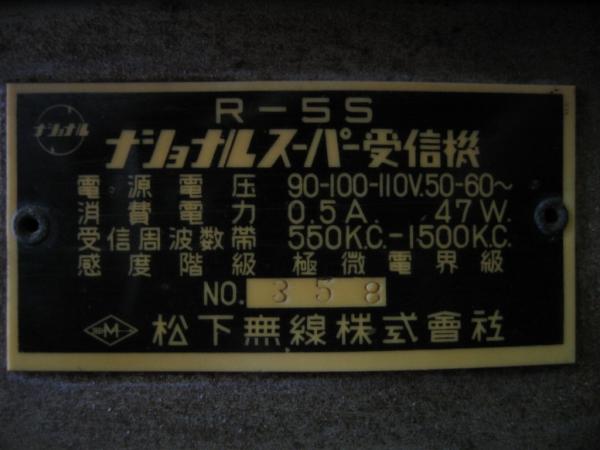 R-5S
ナショナル
ナショナルスーパー受信機
電源電圧 90-100-110V.50-60~
消費電力 0.5A. 47W.
受信周波数帯 550K.C.-1500K.C.
感度階級 極微電界級
NO. 358
M 松下無線株式會社